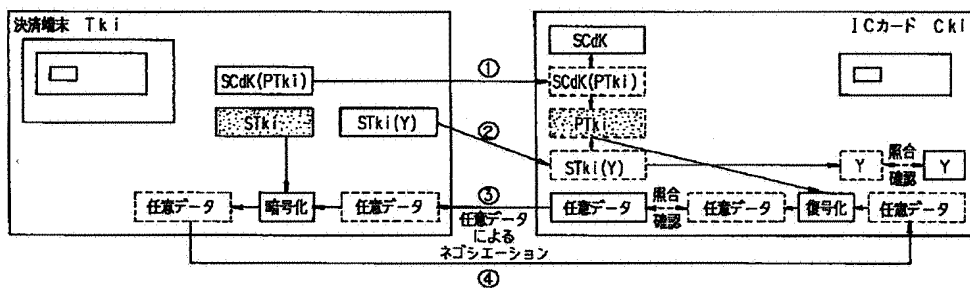 決済端末 Tki
ICカード Cki
SCdK
①
SCdK(PTki)
SCdK(PTki)
STki
STki(Y)
PTki
②
STki(Y)
Y
照合
確認
Y
任意データ
暗号化
任意データ
③
任意データ
による
ネゴシエーション
任意データ
照合
確認
任意データ
復号化
任意データ
④